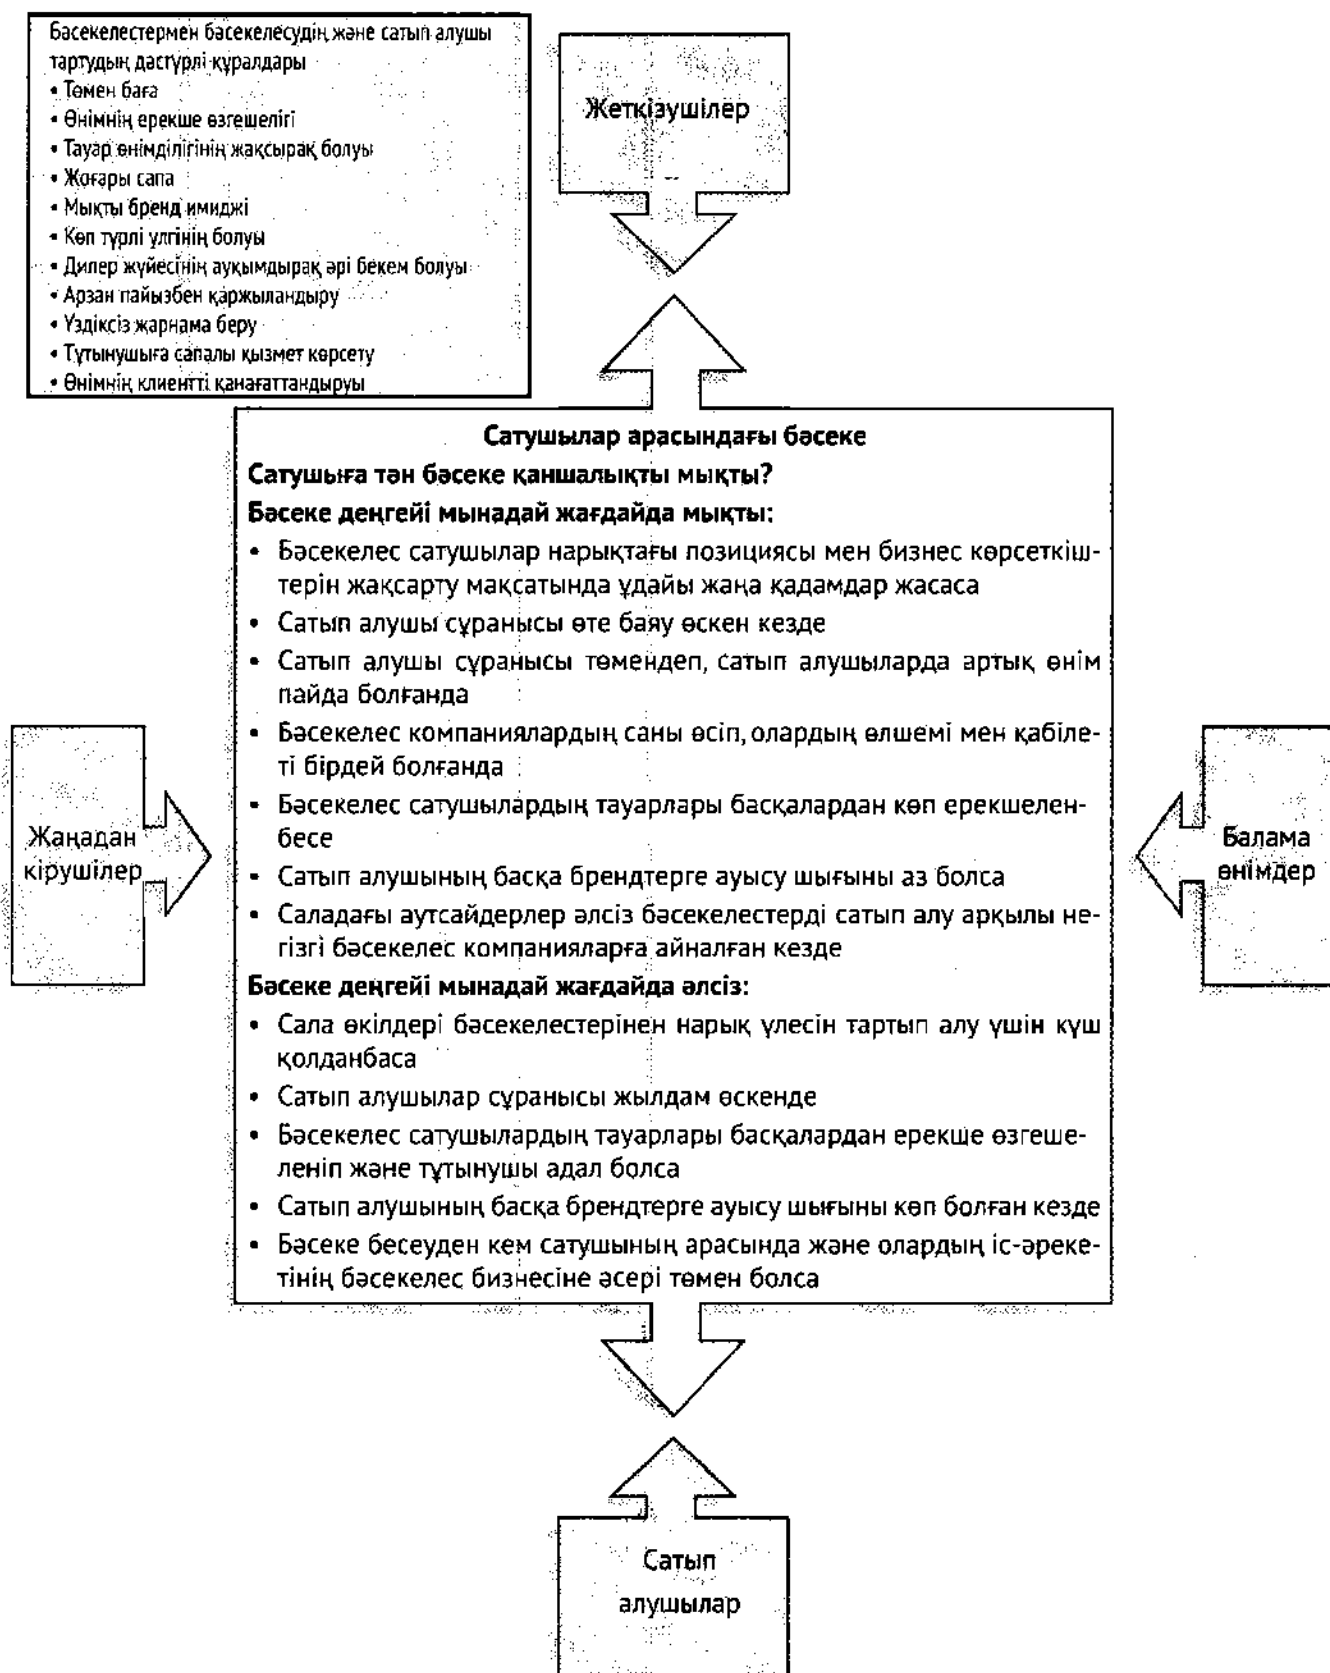 Бәсекелестермен бәсекелесудің және сатып алушы
тартудың дәстүрлі құралдары
• Төмен баға
• Өнімнің ерекше өзгешелігі
• Тауар өнімділігінің жақсырақ болуы
• Жоғары сапа
• Мықты бренд имиджі
• Көп түрлі үлгінің болуы
• Дилер жүйесінің ауқымдырақ әрі бекем болуы
• Арзан пайызбен қаржыландыру
• Үздіксіз жарнама беру
• Тұтынушыға сапалы қызмет көрсету
• Өнімнің клиентті қанағаттандыруы
Жеткізушілер
Сатушылар арасындағы бәсеке
Сатушыға тән бәсеке қаншалықты мықты?
Бәсеке деңгейі мынадай жағдайда мықты:
• Бәсекелес сатушылар нарықтағы позициясы мен бизнес көрсеткіш-
терін жақсарту мақсатында ұдайы жаңа қадамдар жасаса
• Сатып алушы сұранысы өте баяу өскен кезде
• Сатып алушы сұранысы төмендеп, сатып алушыларда артық өнім
пайда болғанда
• Бәсекелес компаниялардың саны өсіп, олардың өлшемі мен қабіле-
ті бірдей болғанда
• Бәсекелес сатушылардың тауарлары басқалардан көп ерекшелен-
бесе
• Сатып алушының басқа брендтерге ауысу шығыны аз болса
• Саладағы аутсайдерлер әлсіз бәсекелестерді сатып алу арқылы не-
гізгі бәсекелес компанияларға айналған кезде
Бәсеке деңгейі мынадай жағдайда әлсіз:
• Сала өкілдері бәсекелестерінен нарық үлесін тартып алу үшін күш
қолданбаса
• Сатып алушылар сұранысы жылдам өскенде
• Бәсекелес сатушылардың тауарлары басқалардан ерекше өзгеше-
леніп және тұтынушы адал болса
• Сатып алушының басқа брендтерге ауысу шығыны көп болған кезде
• Бәсеке бесеуден кем сатушының арасында және олардың іс-әреке-
тінің бәсекелес бизнесіне әсері төмен болса
Жаңадан
кірушілер
Балама
өнімдер
Сатып
алушылар